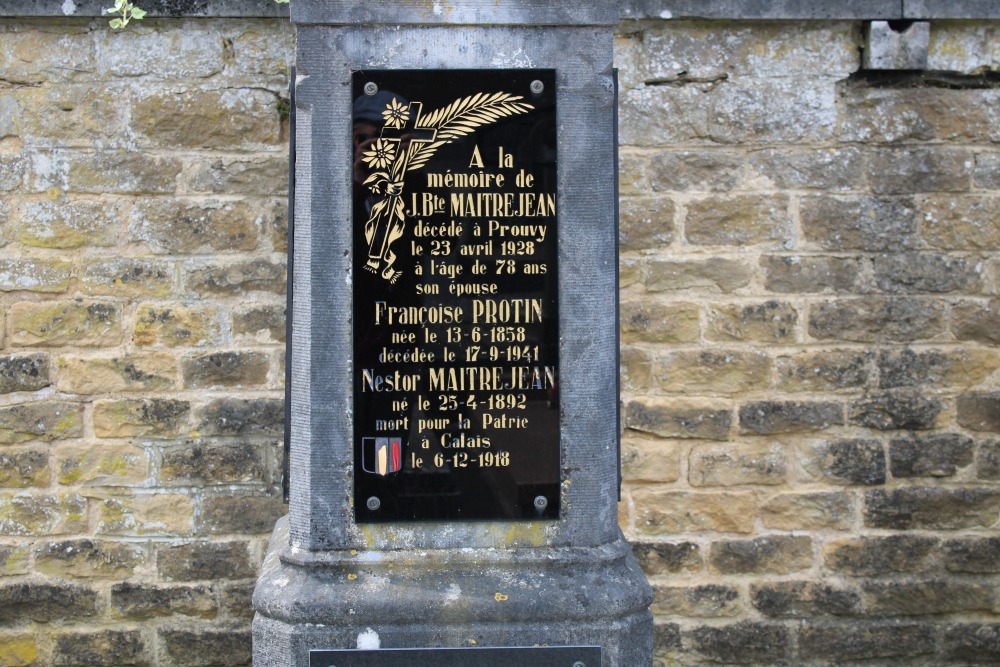 A la
mémoire de
J.Bte MAITREJEAN
décédé à Prouvy
le 23 avril 1928
à l'âge de 78 ans
son épouse
Françoise PROTIN
née le 13-6-1858
décédée le 17-9-1941
Nestor MAITREJEAN
né le 25-4-1892
mort pour la Patrie
à Calais
le 6-12-1918